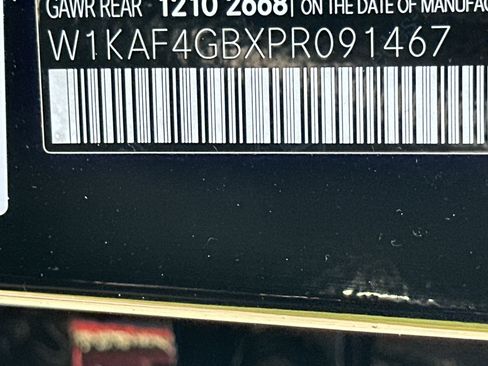 GAWR REAR 1210 2668 ON THE DATE OF MANUFAC
W1KAF4GBXPR091467